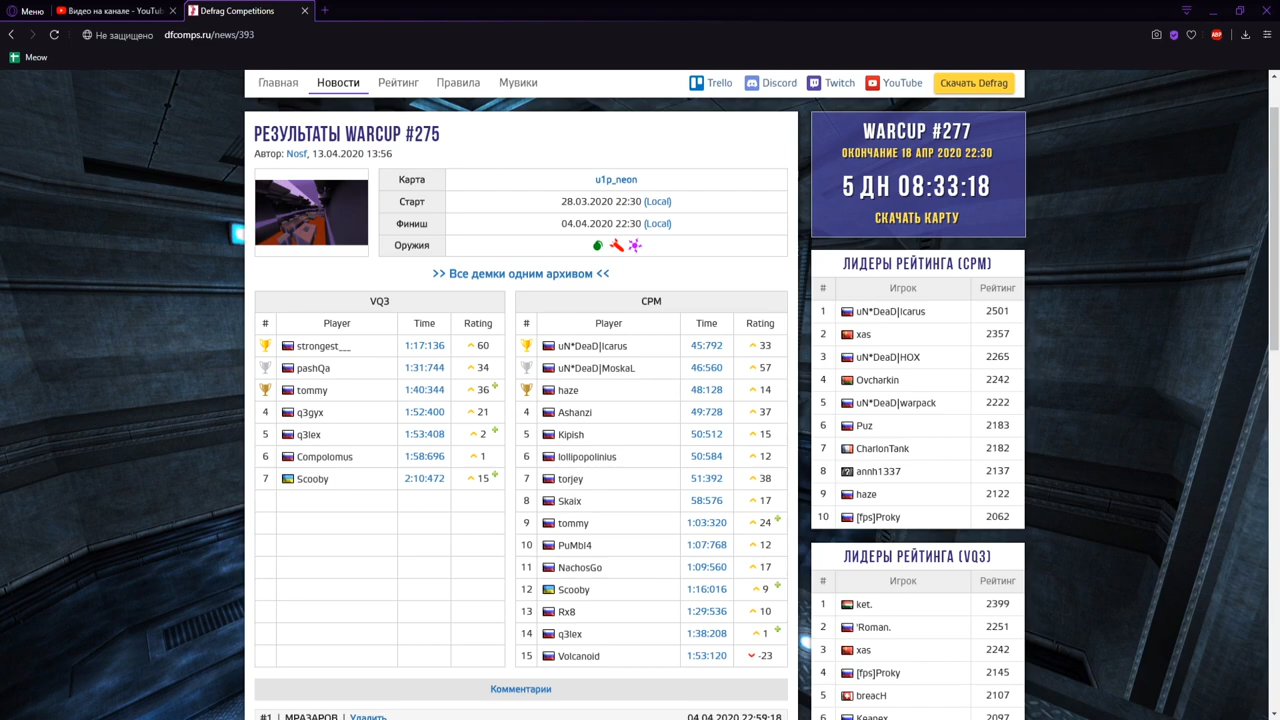 Меню
Видео на канале - YouTub
Defrag Competitions
Не защищено dfcomps.ru/news/393
ABP
Meow
Главная Новости Рейтинг Правила Мувики Trello Discord Twitch YouTube Скачать Defrag
РЕЗУЛЬТАТЫ WARCUP #275
Автор: Nosf, 13.04.2020 13:56
Карта u1p_neon
Старт 28.03.2020 22:30 (Local)
Финиш 04.04.2020 22:30 (Local)
Оружия
>> Все демки одним архивом <<
VQ3
# Player Time Rating
strongest___ 1:17:136 60
pashQa 1:31:744 34
tommy 1:40:344 36 +
4 q3gyx 1:52:400 21
5 q3lex 1:53:408 2 +
6 Compolomus 1:58:696 1
7 Scooby 2:10:472 15 +
CPM
# Player Time Rating
uN*DeaD|Icarus 45:792 33
uN*DeaD|MoskaL 46:560 57
haze 48:128 14
4 Ashanzi 49:728 37
5 Kipish 50:512 15
6 lollipopolinius 50:584 12
7 torjey 51:392 38
8 Skaix 58:576 17
9 tommy 1:03:320 24 +
10 PuMbl4 1:07:768 12
11 NachosGo 1:09:560 17
12 Scooby 1:16:016 9 +
13 Rx8 1:29:536 10
14 q3lex 1:38:208 1 +
15 Volcanoid 1:53:120 -23
Комментарии
#1 | МРАЗАРОВ | Удалить 04.04.2020 22:59:18
WARCUP #277
ОКОНЧАНИЕ 18 АПР 2020 22:30
5 ДН 08:33:18
СКАЧАТЬ КАРТУ
ЛИДЕРЫ РЕЙТИНГА (CPM)
# Игрок Рейтинг
1 uN*DeaD|Icarus 2501
2 xas 2357
3 uN*DeaD|HOX 2265
4 Ovcharkin 2242
5 uN*DeaD|warpack 2222
6 Puz 2183
7 CharlonTank 2182
8 annh1337 2137
9 haze 2122
10 [fps]Proky 2062
ЛИДЕРЫ РЕЙТИНГА (VQ3)
# Игрок Рейтинг
1 ket. 2399
2 'Roman. 2251
3 xas 2242
4 [fps]Proky 2145
5 breacH 2107
6 Keanex 2097